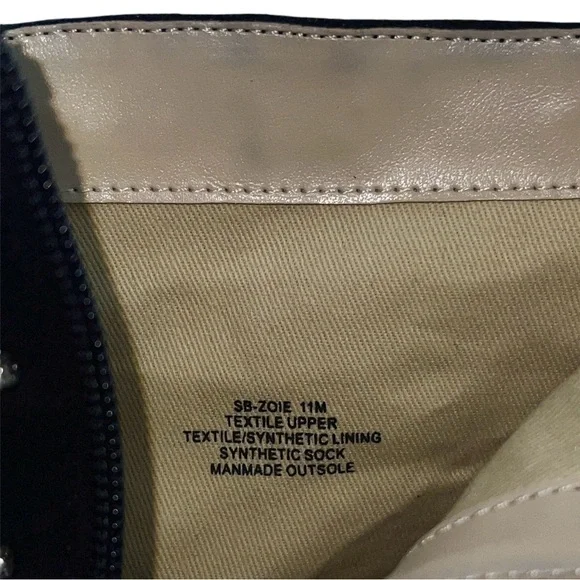 SB-ZOIE 11M
TEXTILE UPPER
TEXTILE/SYNTHETIC LINING
SYNTHETIC SOCK
MANMADE OUTSOLE